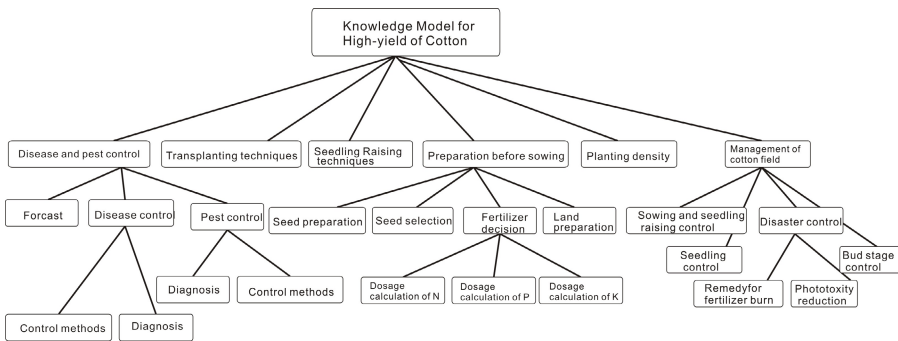 Knowledge Model for
High-yield of Cotton
Disease and pest control
Transplanting techniques
Seedling Raising
techniques
Preparation before sowing
Planting density
Management of
cotton field
Forcast
Disease control
Pest control
Seed preparation
Seed selection
Fertilizer
decision
Land
preparation
Sowing and seedling
raising control
Disaster control
Seedling
control
Bud stage
control
Diagnosis
Control methods
Dosage
calculation of N
Dosage
calculation of P
Dosage
calculation of K
Remedyfor
fertilizer burn
Phototoxity
reduction
Control methods
Diagnosis